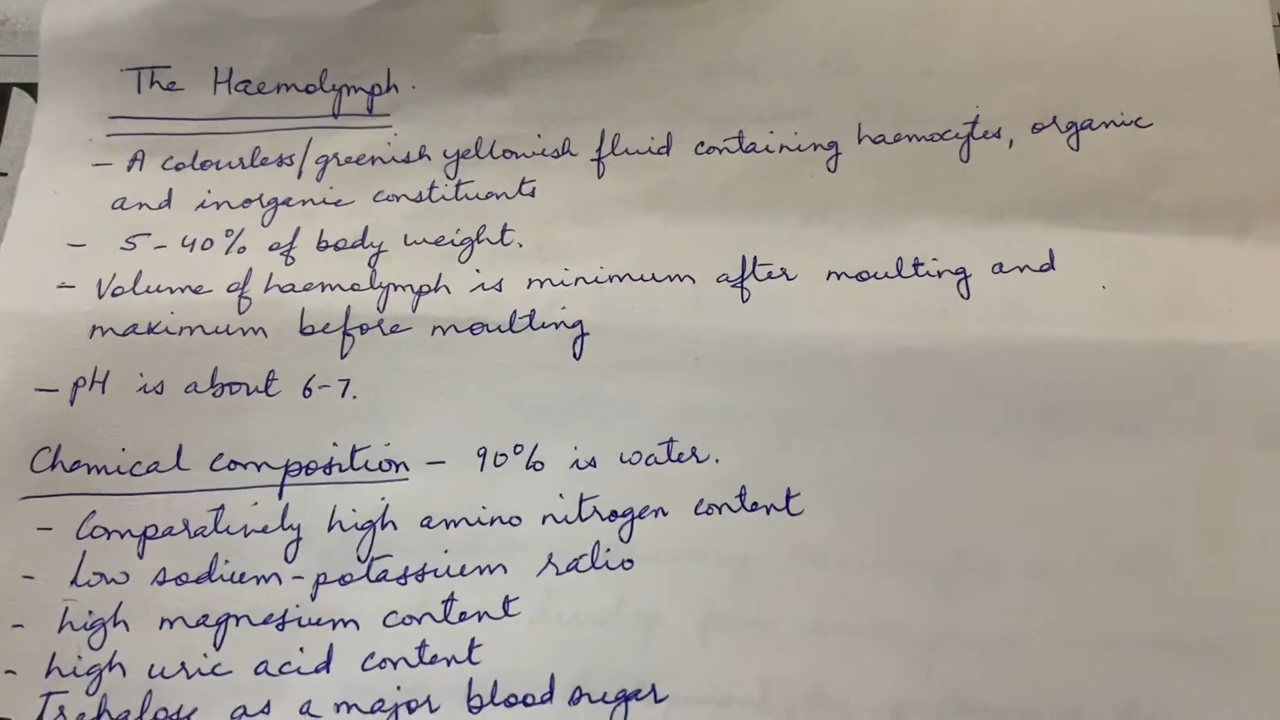 The Haemolymph.
- A colourless/greenish yellowish fluid containing haemocytes, organic
and inorganic constituents
- 5-40% of body weight.
- Volume of haemolymph is minimum after moulting and
maximum before moulting
- pH is about 6-7.
Chemical composition - 90% is water.
- Comparatively high amino nitrogen content
- Low sodium-potassium ratio
- high magnesium content
- high uric acid content
- Trehalose as a major blood sugar